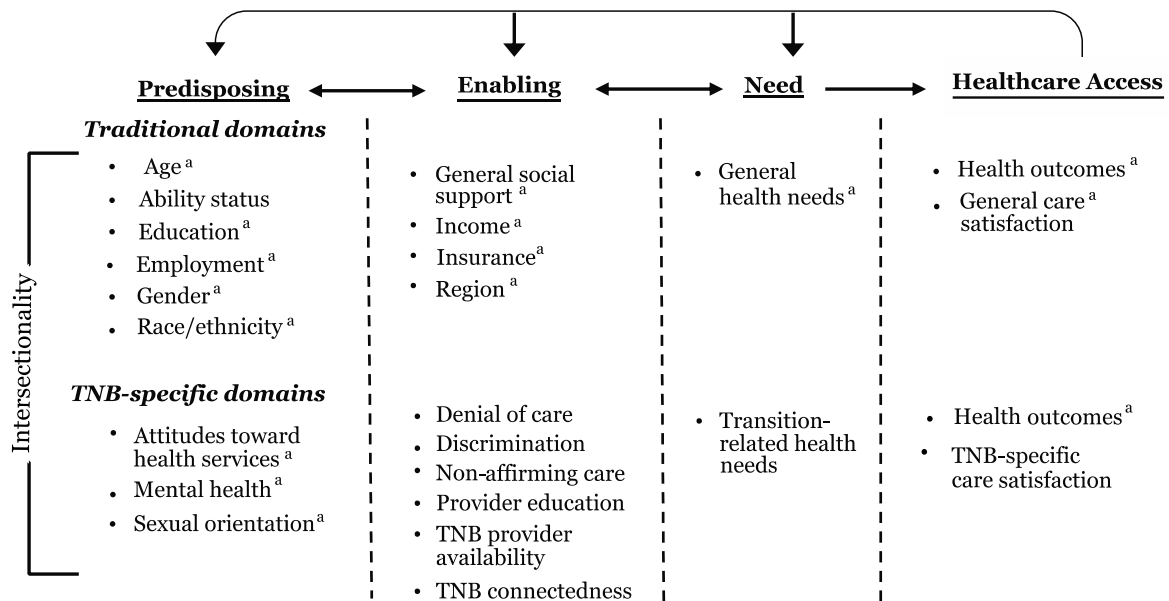 Predisposing
Enabling
Need
Healthcare Access
Traditional domains
• Age a
• Ability status
• Education a
• Employment a
• Gender a
• Race/ethnicity a
• General social
support a
• Income a
• Insurance a
• Region a
• General
health needs a
• Health outcomes a
• General care a
satisfaction
Intersectionality
TNB-specific domains
• Attitudes toward
health services a
• Mental health a
• Sexual orientation a
• Denial of care
• Discrimination
• Non-affirming care
• Provider education
• TNB provider
availability
• TNB connectedness
• Transition-
related health
needs
• Health outcomes a
• TNB-specific
care satisfaction